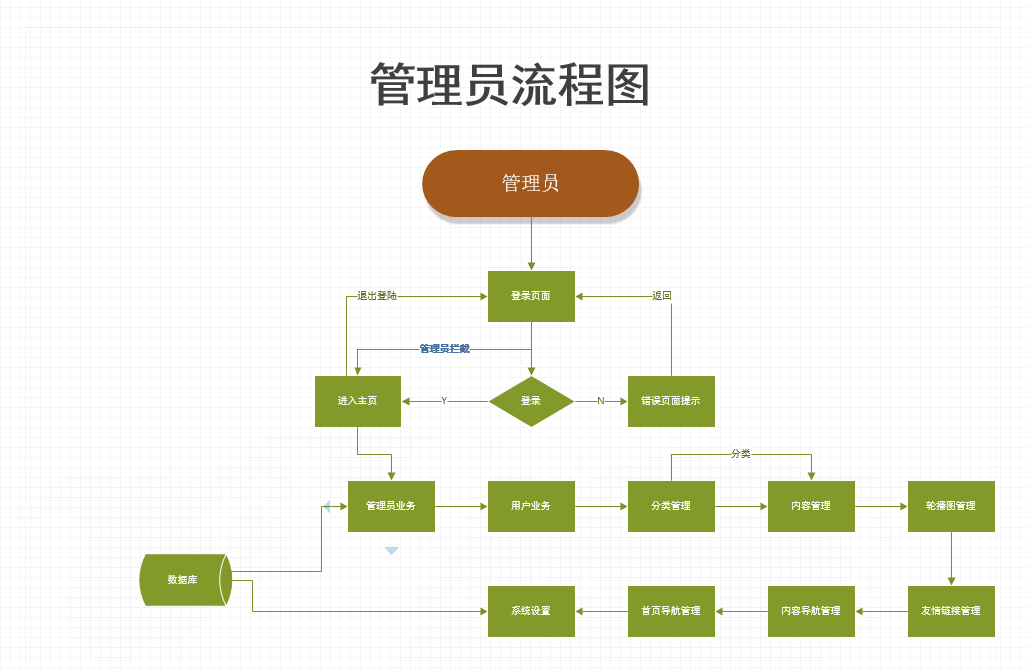 管理员流程图
管理员
退出登陆
登录页面
返回
管理员拦截
进入主页
Y
登录
N
错误页面提示
分类
管理员业务
用户业务
分类管理
内容管理
轮播图管理
数据库
系统设置
首页导航管理
内容导航管理
友情链接管理